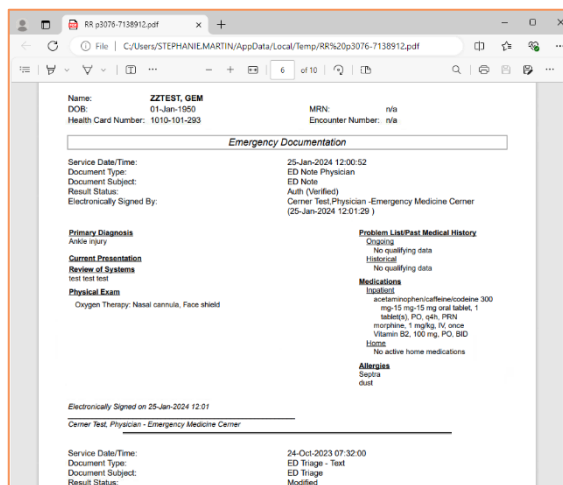 RR p3076-7138912.pdf
File | C:/Users/STEPHANIE.MARTIN/AppData/Local/Temp/RR%20p3076-7138912.pdf
6 of 10
Name: ZZTEST, GEM
DOB: 01-Jan-1950 MRN: n/a
Health Card Number: 1010-101-293 Encounter Number: n/a
Emergency Documentation
Service Date/Time: 25-Jan-2024 12:00:52
Document Type: ED Note Physician
Document Subject: ED Note
Result Status: Auth (Verified)
Electronically Signed By: Cerner Test,Physician -Emergency Medicine Cerner
(25-Jan-2024 12:01:29 )
Primary Diagnosis
Ankle injury
Current Presentation
Review of Systems
test test test
Physical Exam
Oxygen Therapy: Nasal cannula, Face shield
Problem List/Past Medical History
Ongoing
No qualifying data
Historical
No qualifying data
Medications
Inpatient
acetaminophen/caffeine/codeine 300
mg-15 mg-15 mg oral tablet, 1
tablet(s), PO, q4h, PRN
morphine, 1 mg/kg, IV, once
Vitamin B2, 100 mg, PO, BID
Home
No active home medications
Allergies
Septra
dust
Electronically Signed on 25-Jan-2024 12:01
Cerner Test, Physician - Emergency Medicine Cerner
Service Date/Time: 24-Oct-2023 07:32:00
Document Type: ED Triage - Text
Document Subject: ED Triage
Result Status: Modified